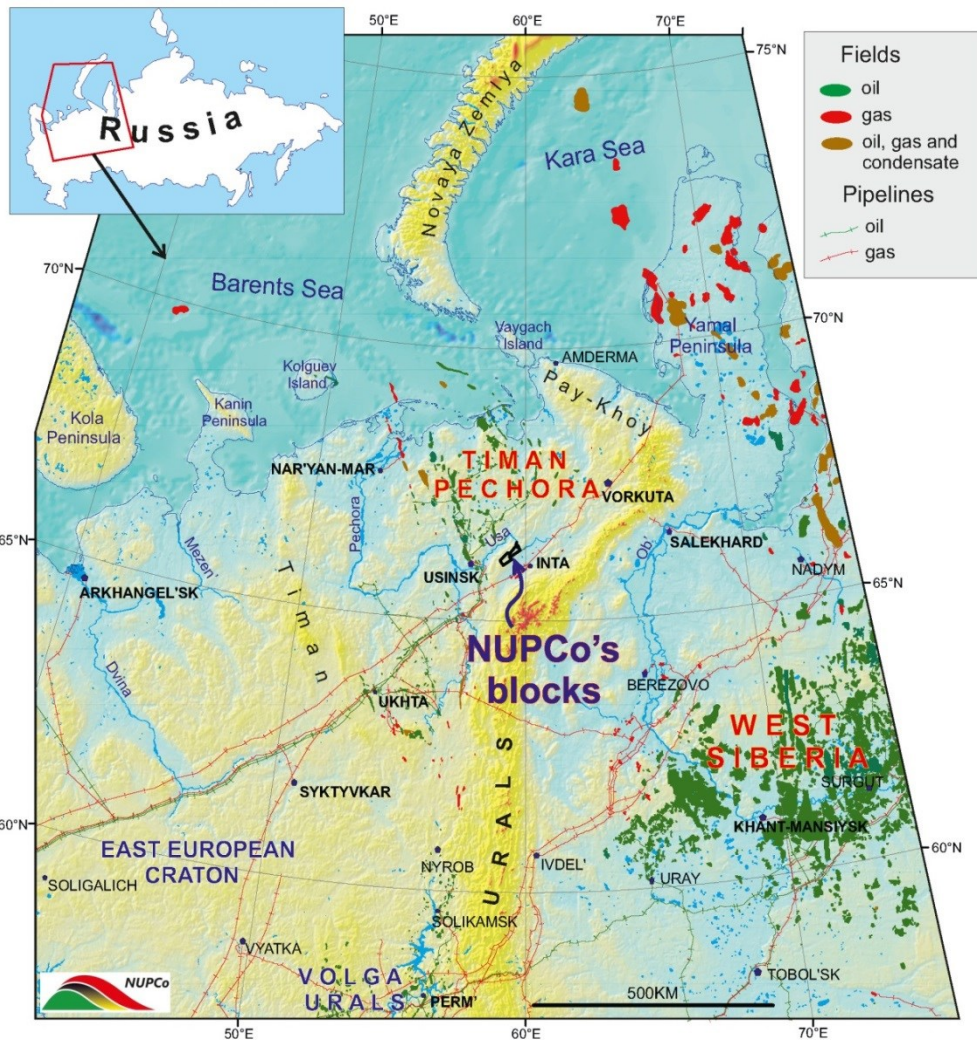 50°E
60°E
70°E
75°N
Russia
Fields
oil
gas
oil, gas and
condensate
Pipelines
oil
gas
Novaya Zemlya
Kara Sea
70°N
Barents Sea
70°N
Vaygach
Island
Yamal
Peninsula
AMDERMA
Kolguev
Island
Pay-Khoy
Kanin
Peninsula
Kola
Peninsula
NAR'YAN-MAR
TIMAN
PECHORA
VORKUTA
Pechora
65°N
Mezen'
Usa
Ob'
SALEKHARD
USINSK
INTA
NADYM
65°N
ARKHANGEL'SK
Timan
NUPCo's
blocks
Dvina
BEREZOVO
UKHTA
WEST
SIBERIA
SURGUT
SYKTYVKAR
URALS
KHANT-MANSIYSK
60°N
60°N
EAST EUROPEAN
CRATON
NYROB
IVDEL'
URAY
SOLIGALICH
SOLIKAMSK
VYATKA
VOLGA
URALS
TOBOL'SK
NUPCo
PERM'
500KM
50°E
60°E
70°E